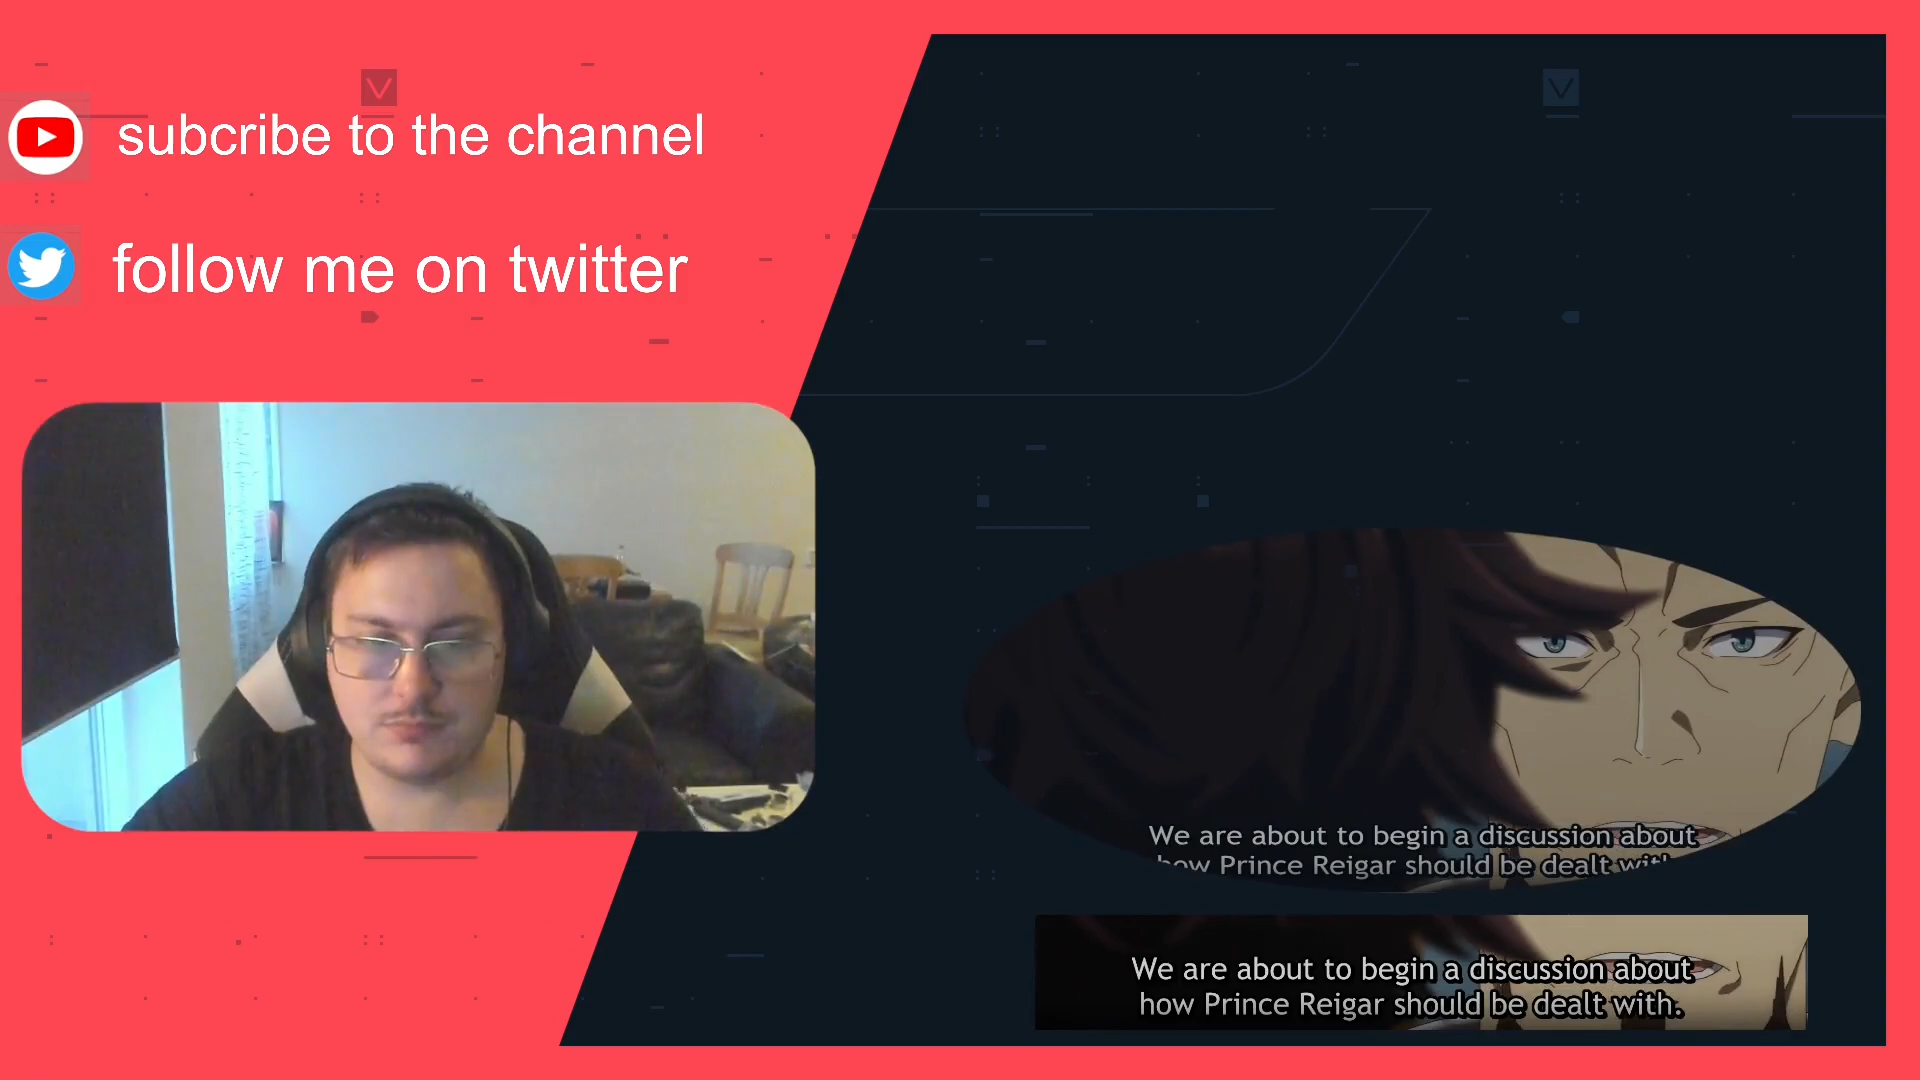 subcribe to the channel
follow me on twitter
We are about to begin a discussion about
how Prince Reigar should be dealt with
We are about to begin a discussion about
how Prince Reigar should be dealt with.